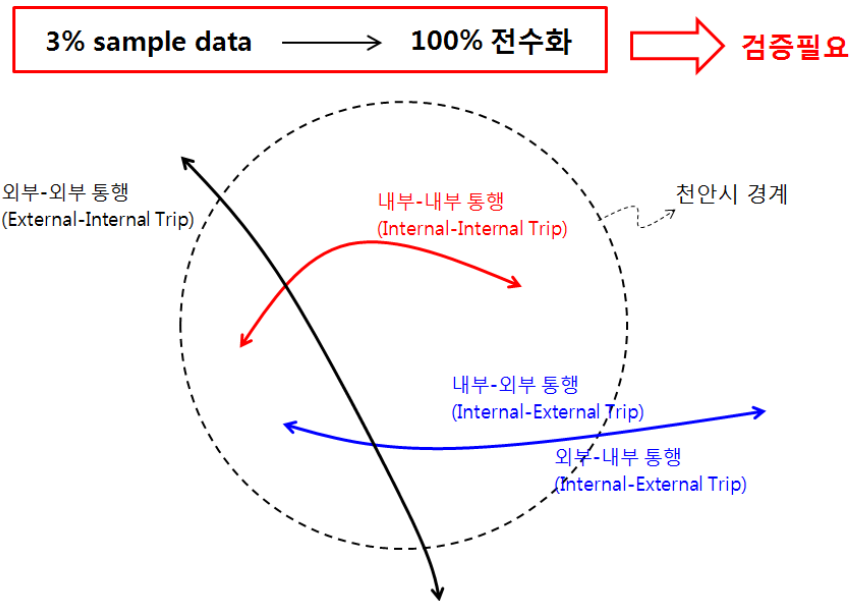 3% sample data → 100% 전수화
검증필요
외부-외부 통행
(External-Internal Trip)
내부-내부 통행
(Internal-Internal Trip)
천안시 경계
내부-외부 통행
(Internal-External Trip)
외부-내부 통행
(Internal-External Trip)